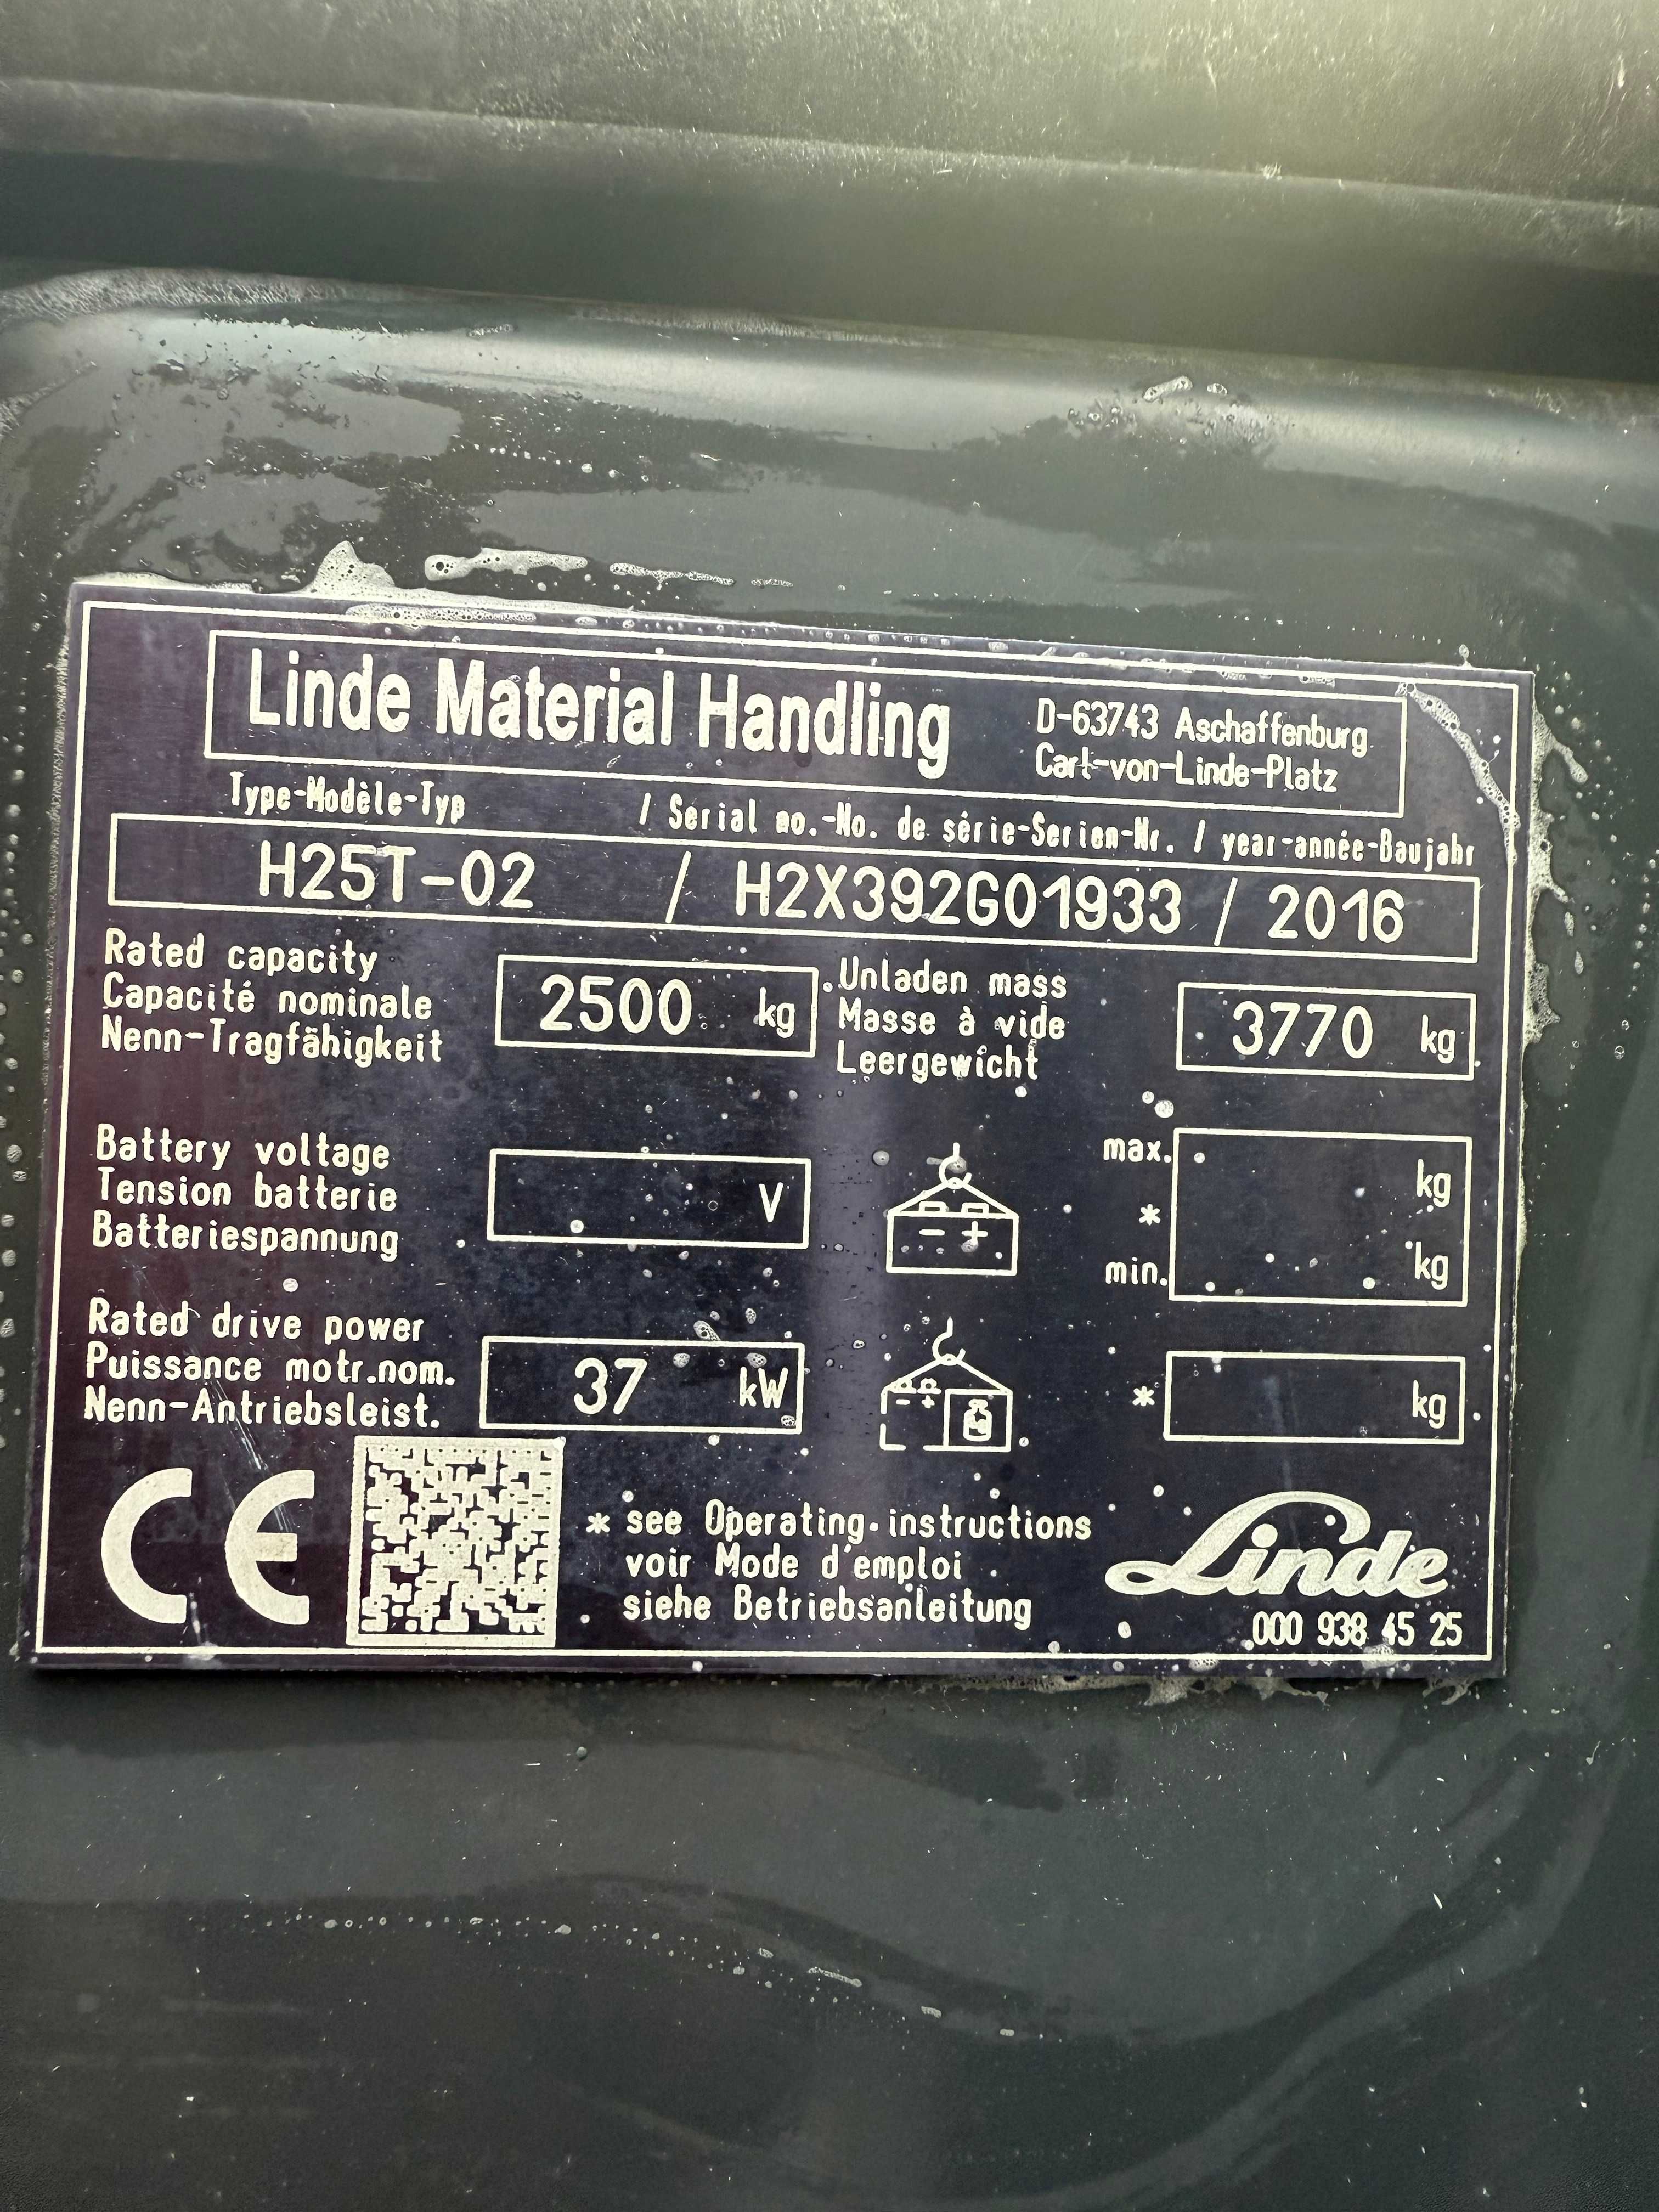 Linde Material Handling
D-63743 Aschaffenburg
Carl-von-Linde-Platz
Type-Modèle-Typ / Serial no.-No. de série-Serien-Nr. / year-année-Baujahr
H25T-02 / H2X392G01933 / 2016
Rated capacity
Capacité nominale
Nenn-Tragfähigkeit
2500 kg
Unladen mass
Masse à vide
Leergewicht
3770 kg
Battery voltage
Tension batterie
Batteriespannung
V
- +
max. kg
*
min. kg
Rated drive power
Puissance motr.nom.
Nenn-Antriebsleist.
37 kW
- +
* kg
CE
* see Operating instructions
voir Mode d'emploi
siehe Betriebsanleitung
Linde
000 938 45 25